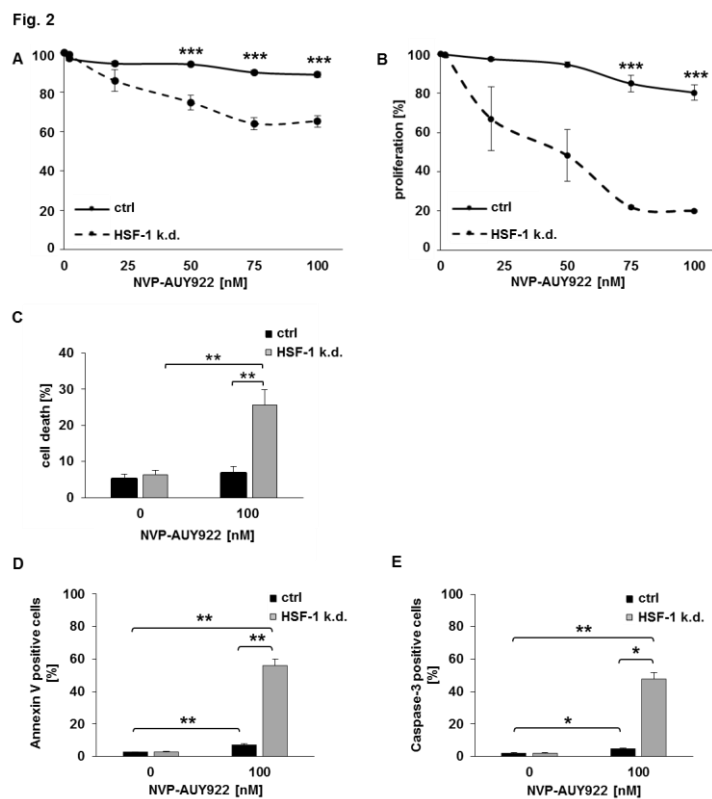 Fig. 2
A
*** *** ***
100
80
60
40
20
0
ctrl
HSF-1 k.d.
0 25 50 75 100
NVP-AUY922 [nM]
B
*** ***
proliferation [%]
100
80
60
40
20
0
ctrl
HSF-1 k.d.
0 25 50 75 100
NVP-AUY922 [nM]
C
ctrl
HSF-1 k.d.
cell death [%]
40
30
20
10
0
**
**
0 100
NVP-AUY922 [nM]
D
ctrl
HSF-1 k.d.
Annexin V positive cells
[%]
100
80
60
40
20
0
**
**
**
0 100
NVP-AUY922 [nM]
E
ctrl
HSF-1 k.d.
Caspase-3 positive cells
[%]
100
80
60
40
20
0
**
*
*
0 100
NVP-AUY922 [nM]